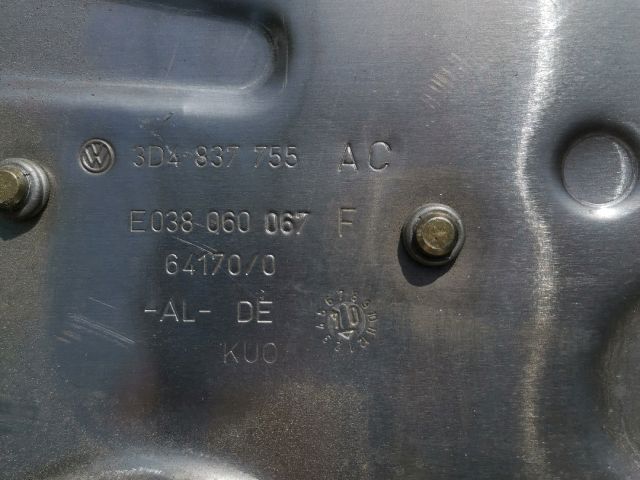 3D4 837 755 AC
E038 060 067 F
64170/0
-AL- DE
KUO